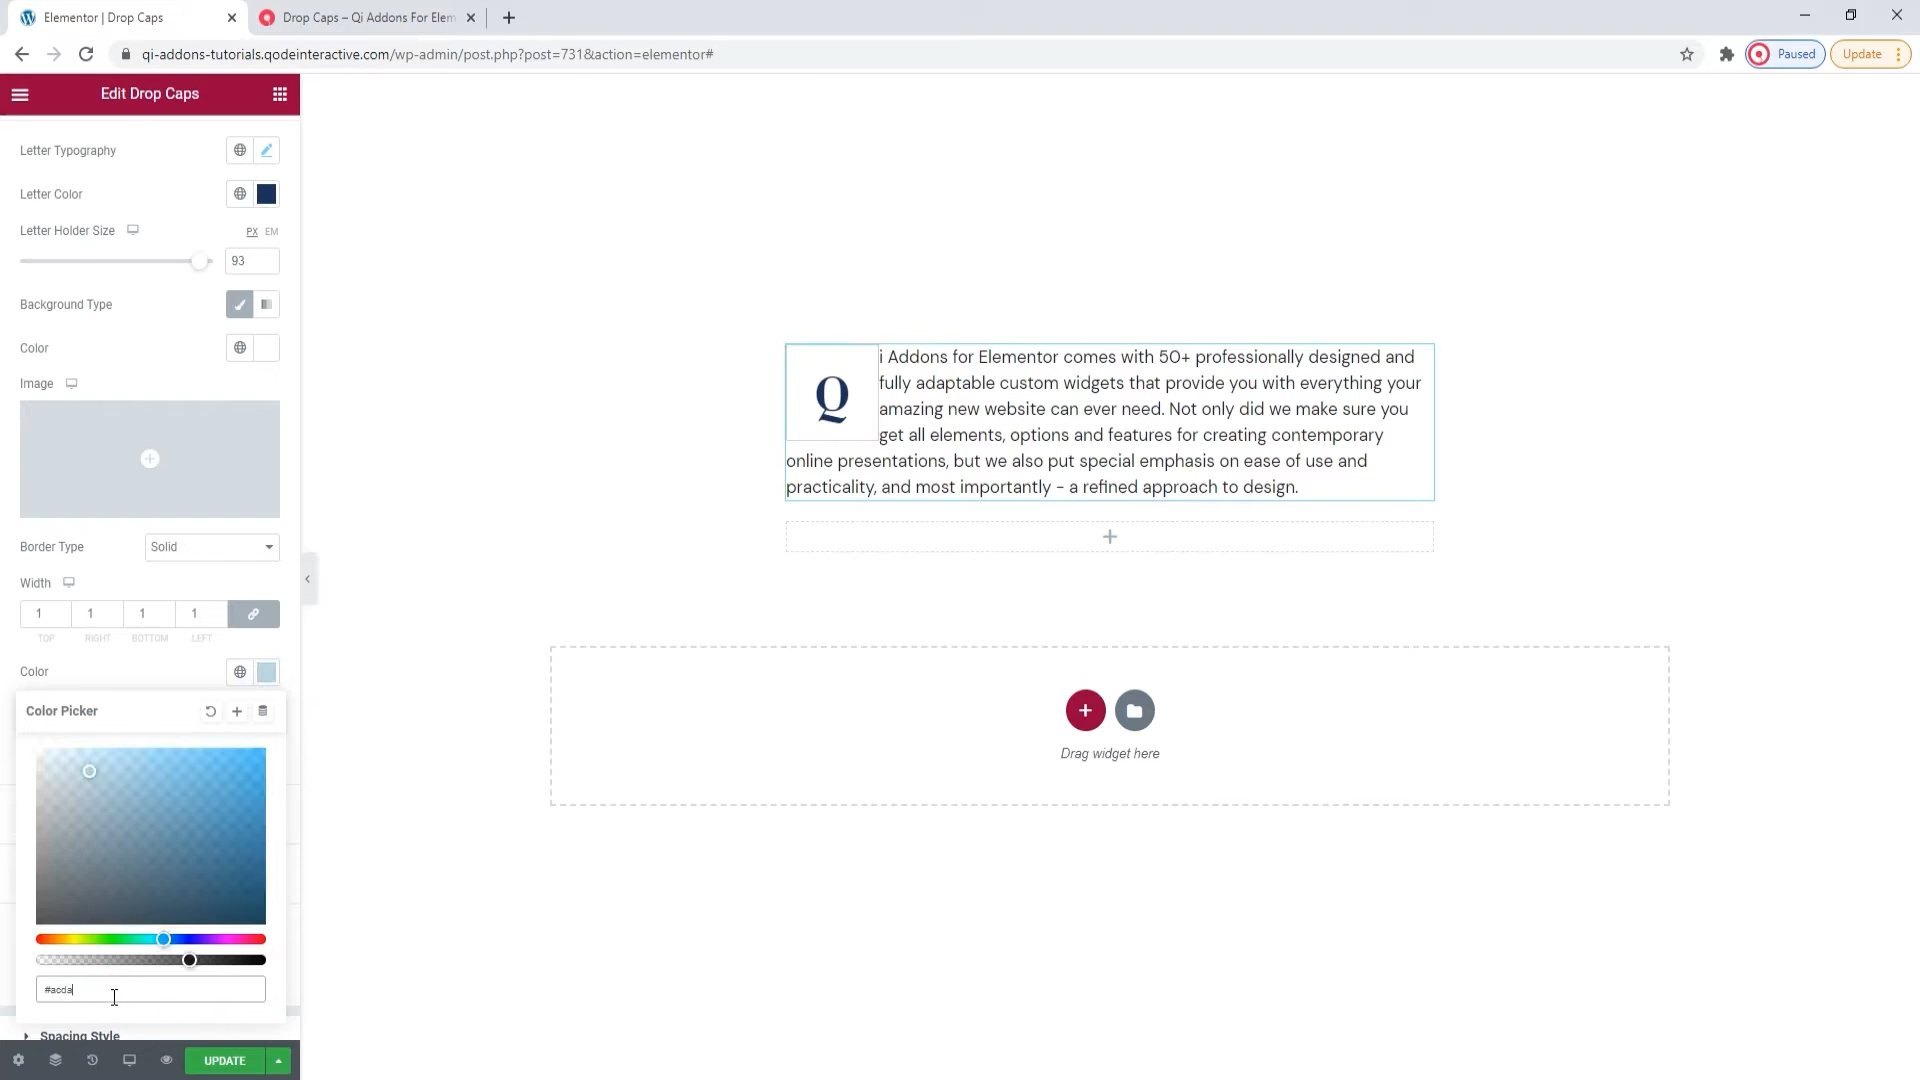 Elementor | Drop Caps
Drop Caps – Qi Addons For Elem
qi-addons-tutorials.qodeinteractive.com/wp-admin/post.php?post=731&action=elementor#
Paused
Update
Edit Drop Caps
Letter Typography
Letter Color
Letter Holder Size
PX EM
93
Background Type
Color
Image
Border Type
Solid
Width
1 1 1 1
TOP RIGHT BOTTOM LEFT
Color
Color Picker
#acda
Spacing Style
UPDATE
Q
i Addons for Elementor comes with 50+ professionally designed and
fully adaptable custom widgets that provide you with everything your
amazing new website can ever need. Not only did we make sure you
get all elements, options and features for creating contemporary
online presentations, but we also put special emphasis on ease of use and
practicality, and most importantly - a refined approach to design.
Drag widget here